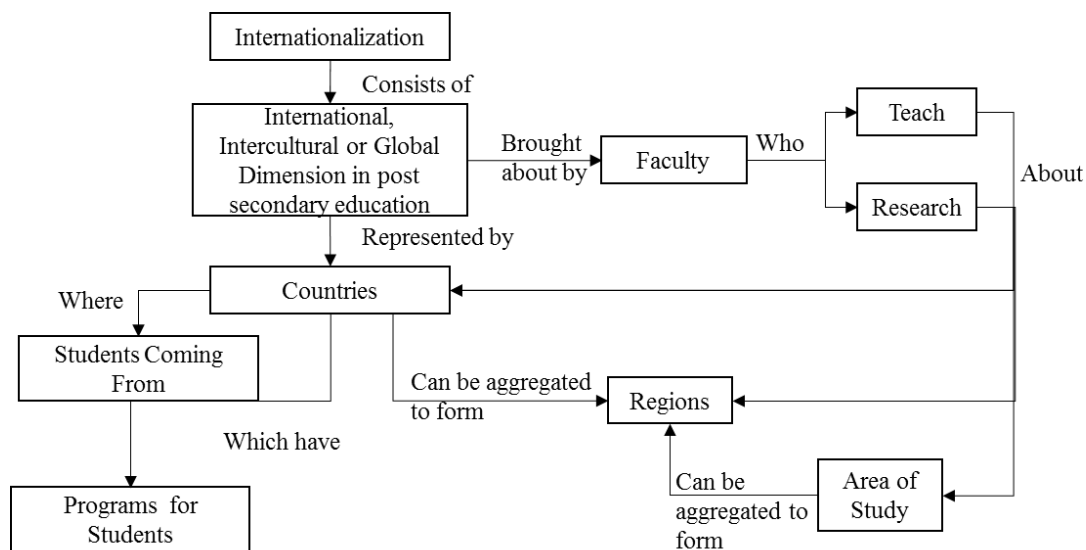 Internationalization
Consists of
International,
Intercultural or Global
Dimension in post
secondary education
Brought
about by
Faculty
Who
Teach
Research
About
Represented by
Countries
Where
Students Coming
From
Can be aggregated
to form
Regions
Which have
Can be
aggregated to
form
Area of
Study
Programs for
Students